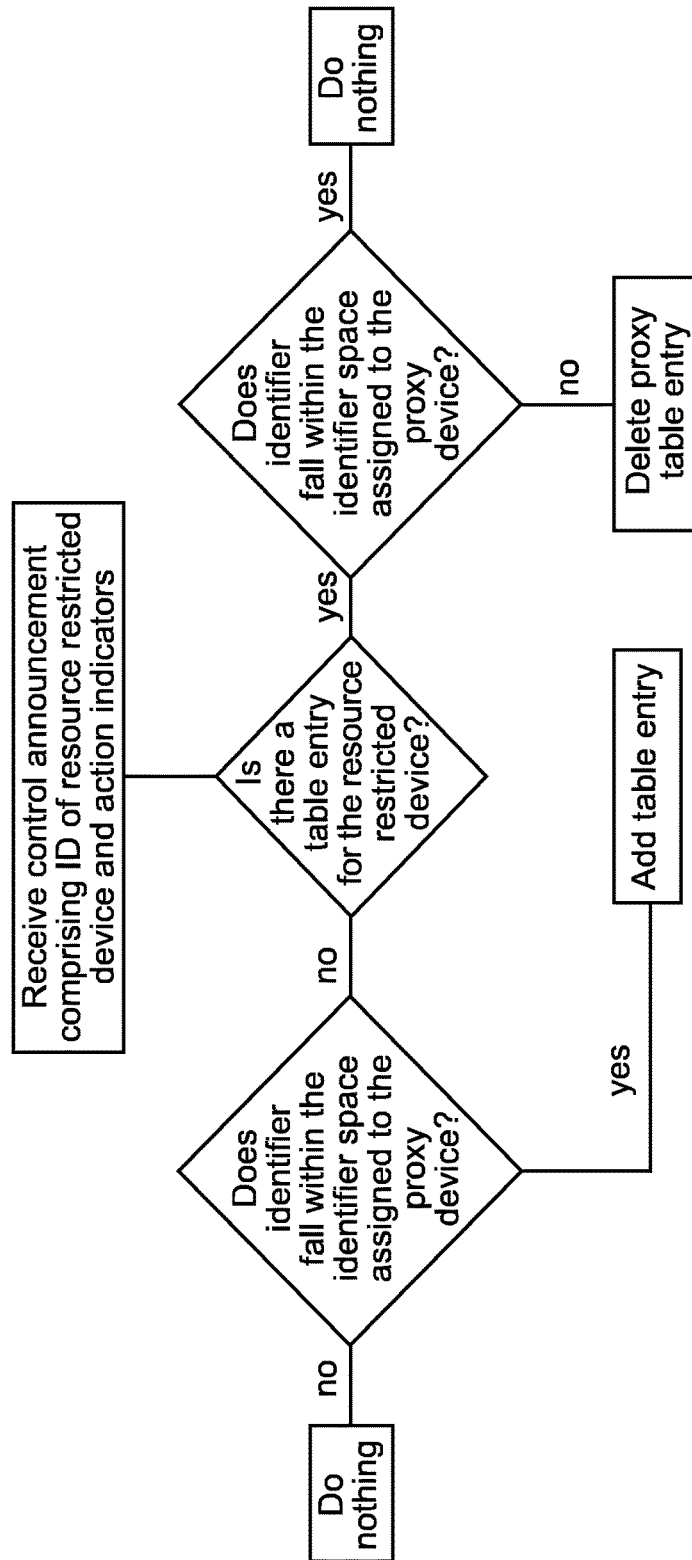 Receive control announcement
comprising ID of resource restricted
device and action indicators
Is
there a
table entry
for the resource
restricted
device?
no
yes
Does
identifier
fall within the
identifier space
assigned to the
proxy
device?
no
Do
nothing
yes
Add table entry
Does
identifier
fall within the
identifier space
assigned to the
proxy
device?
yes
Do
nothing
no
Delete proxy
table entry